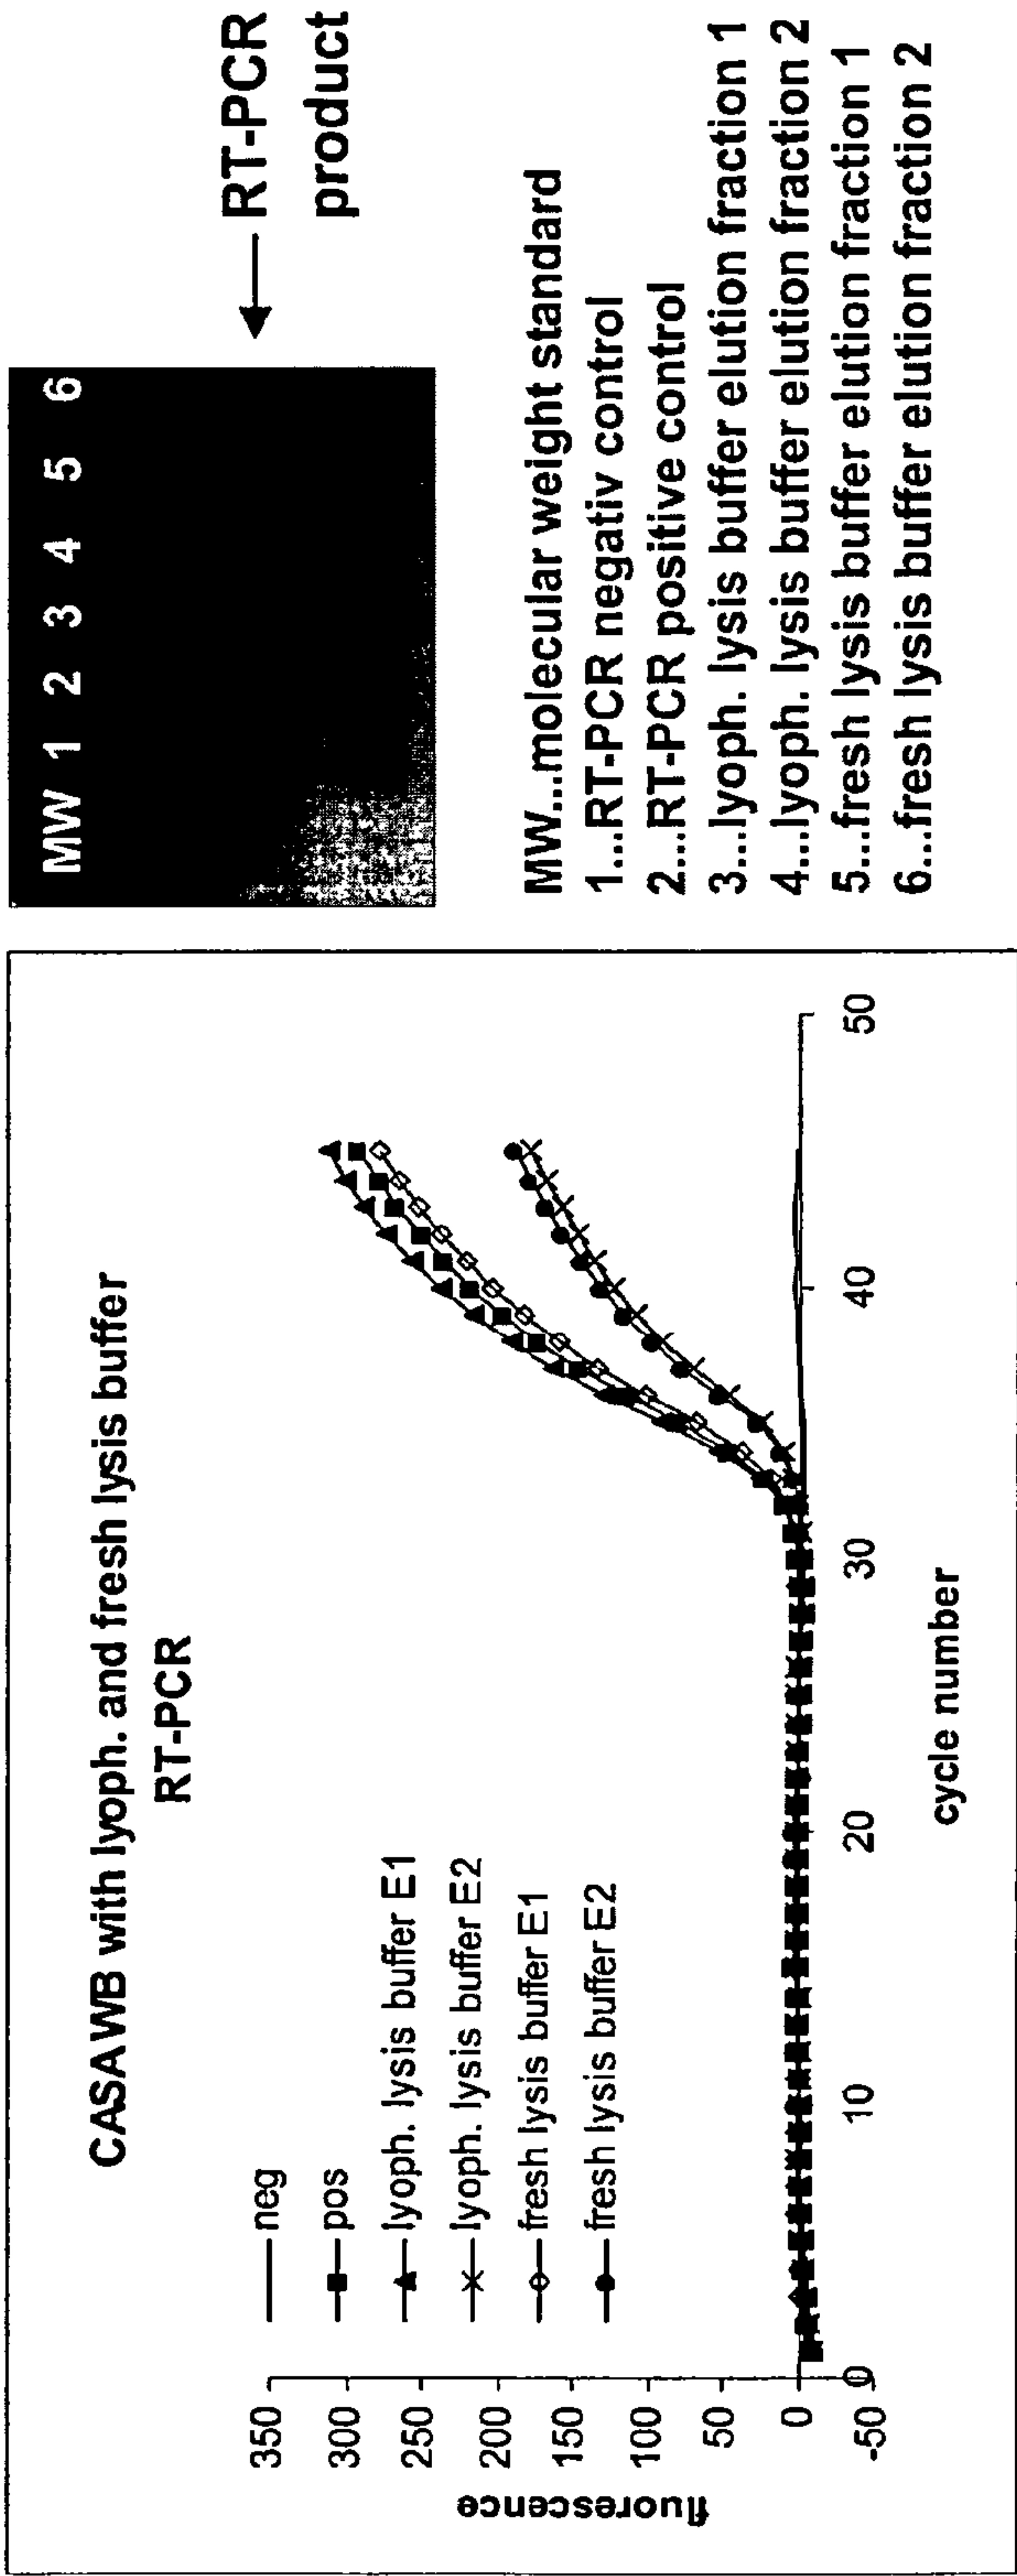 CASA WB with lyoph. and fresh lysis buffer
RT-PCR
neg
pos
lyoph. lysis buffer E1
lyoph. lysis buffer E2
fresh lysis buffer E1
fresh lysis buffer E2
fluorescence
350
300
250
200
150
100
50
0
-50
0
10
20
30
40
50
cycle number
MW 1 2 3 4 5 6
RT-PCR
product
MW...molecular weight standard
1...RT-PCR negativ control
2...RT-PCR positive control
3...lyoph. lysis buffer elution fraction 1
4...lyoph. lysis buffer elution fraction 2
5...fresh lysis buffer elution fraction 1
6...fresh lysis buffer elution fraction 2